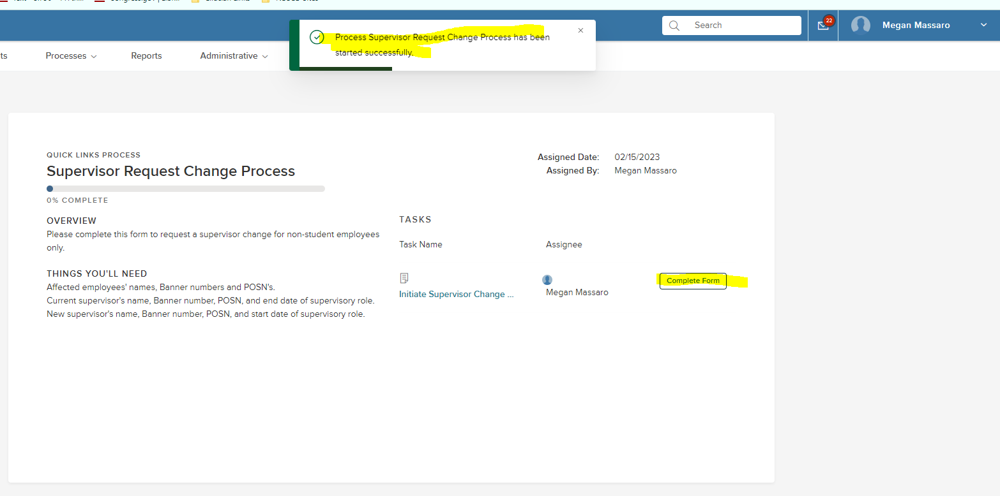 22
Search
Megan Massaro
Process Supervisor Request Change Process has been
started successfully.
ts
Processes
Reports
Administrative
QUICK LINKS PROCESS
Supervisor Request Change Process
0% COMPLETE
Assigned Date: 02/15/2023
Assigned By: Megan Massaro
OVERVIEW
Please complete this form to request a supervisor change for non-student employees
only.
THINGS YOU'LL NEED
Affected employees' names, Banner numbers and POSN's.
Current supervisor's name, Banner number, POSN, and end date of supervisory role.
New supervisor's name, Banner number, POSN, and start date of supervisory role.
TASKS
Task Name Assignee
Initiate Supervisor Change ...
Megan Massaro
Complete Form